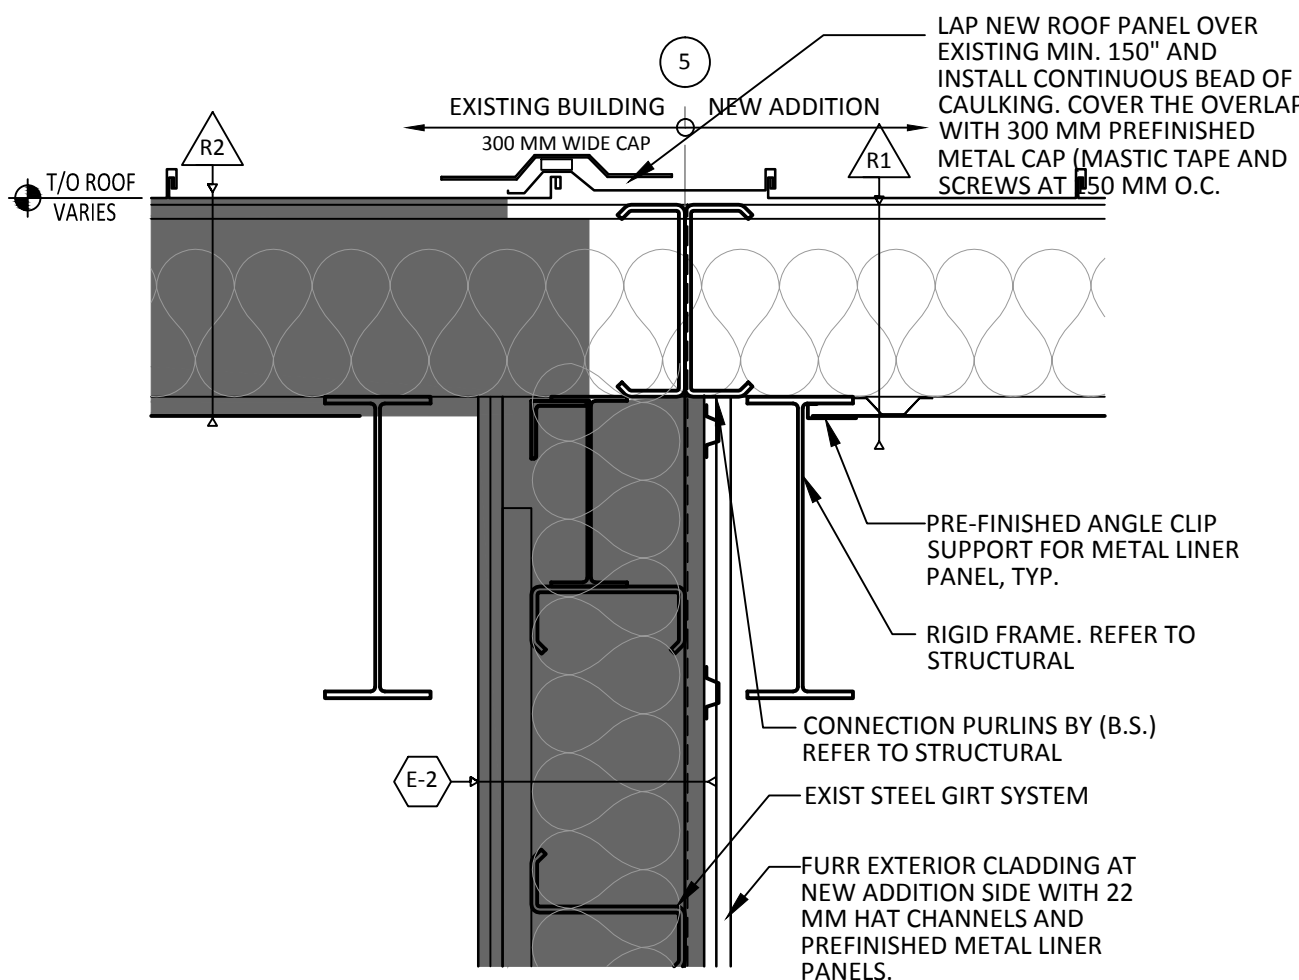 LAP NEW ROOF PANEL OVER
EXISTING MIN. 150" AND
INSTALL CONTINUOUS BEAD OF
CAULKING. COVER THE OVERLAP
WITH 300 MM PREFINISHED
METAL CAP (MASTIC TAPE AND
SCREWS AT 150 MM O.C.
5
EXISTING BUILDING
NEW ADDITION
300 MM WIDE CAP
R2
R1
T/O ROOF
VARIES
PRE-FINISHED ANGLE CLIP
SUPPORT FOR METAL LINER
PANEL, TYP.
RIGID FRAME. REFER TO
STRUCTURAL
CONNECTION PURLINS BY (B.S.)
REFER TO STRUCTURAL
E-2
EXIST STEEL GIRT SYSTEM
FURR EXTERIOR CLADDING AT
NEW ADDITION SIDE WITH 22
MM HAT CHANNELS AND
PREFINISHED METAL LINER
PANELS.